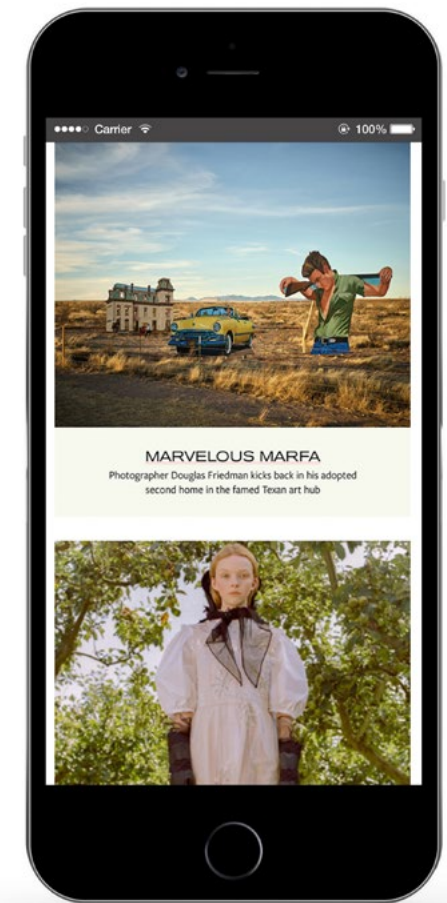 Carrier 100%
MARVELOUS MARFA
Photographer Douglas Friedman kicks back in his adopted
second home in the famed Texan art hub